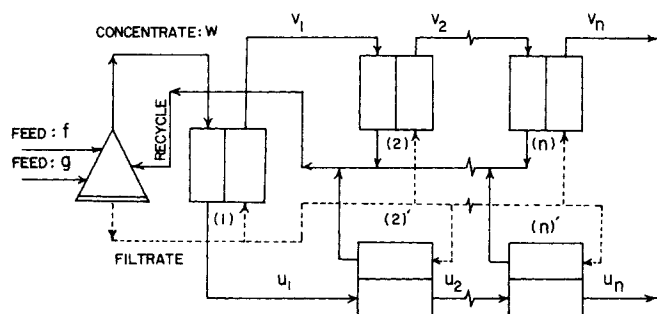 CONCENTRATE: W
V₁
V₂
Vₙ
FEED: f
FEED: g
RECYCLE
(1)
(2)
(n)
(2)'
(n)'
FILTRATE
u₁
u₂
uₙ